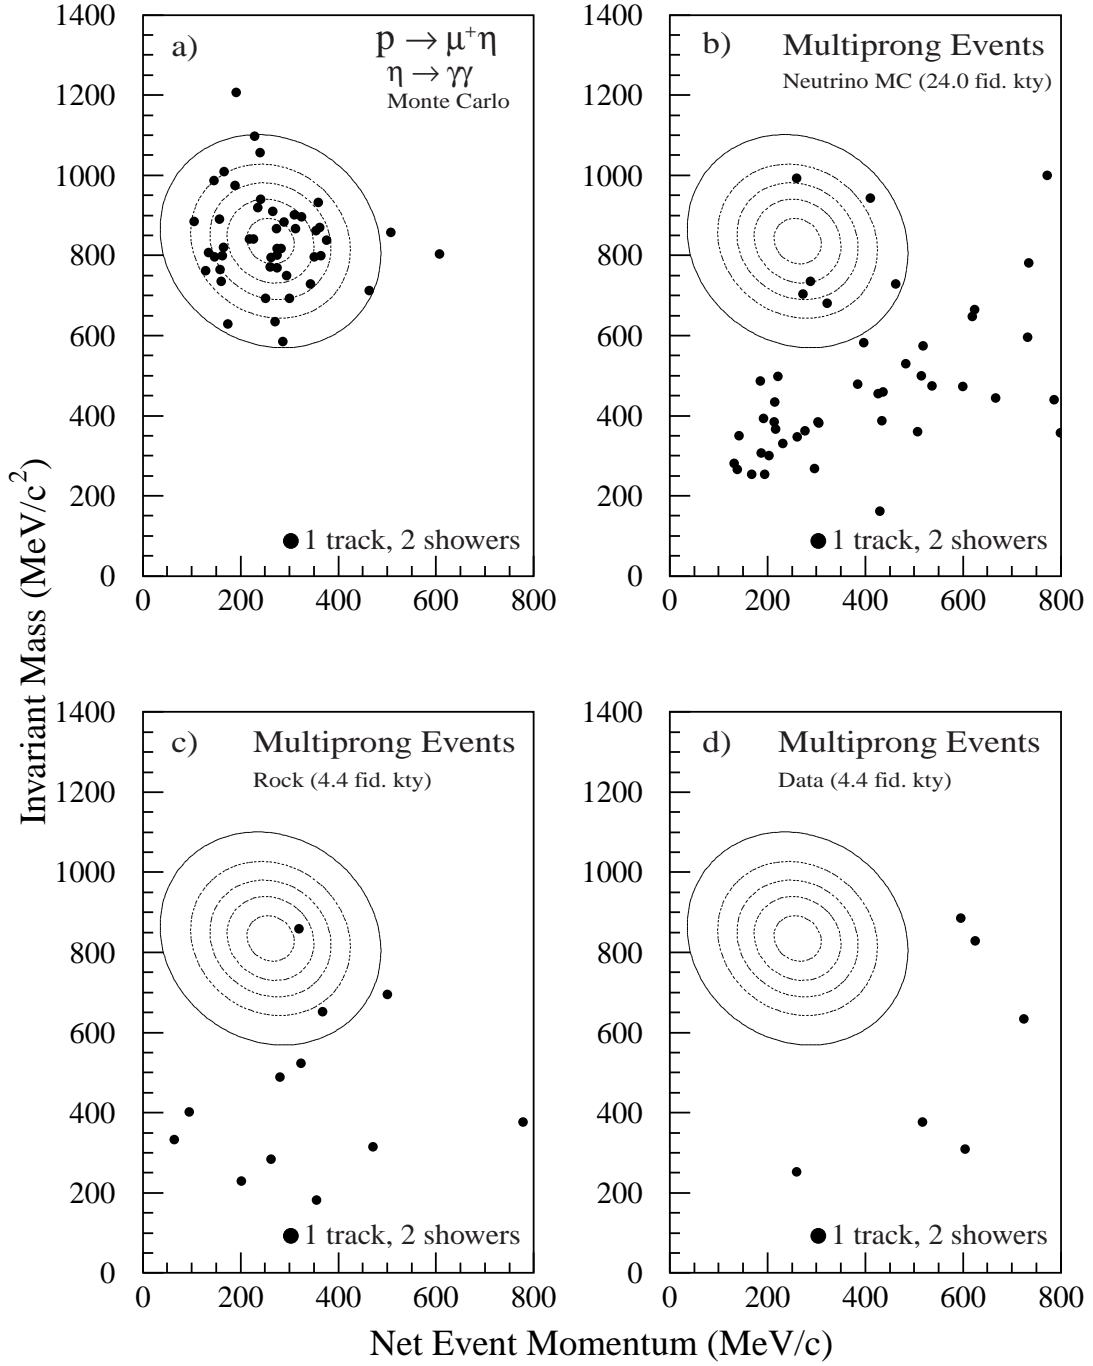 1400
1200
1000
800
600
400
200
0
0 200 400 600 800
a)
p → μ⁺η
η → γγ
Monte Carlo
1 track, 2 showers
1400
1200
1000
800
600
400
200
0
0 200 400 600 800
b)
Multiprong Events
Neutrino MC (24.0 fid. kty)
1 track, 2 showers
Invariant Mass (MeV/c²)
1400
1200
1000
800
600
400
200
0
0 200 400 600 800
c)
Multiprong Events
Rock (4.4 fid. kty)
1 track, 2 showers
1400
1200
1000
800
600
400
200
0
0 200 400 600 800
d)
Multiprong Events
Data (4.4 fid. kty)
1 track, 2 showers
Net Event Momentum (MeV/c)